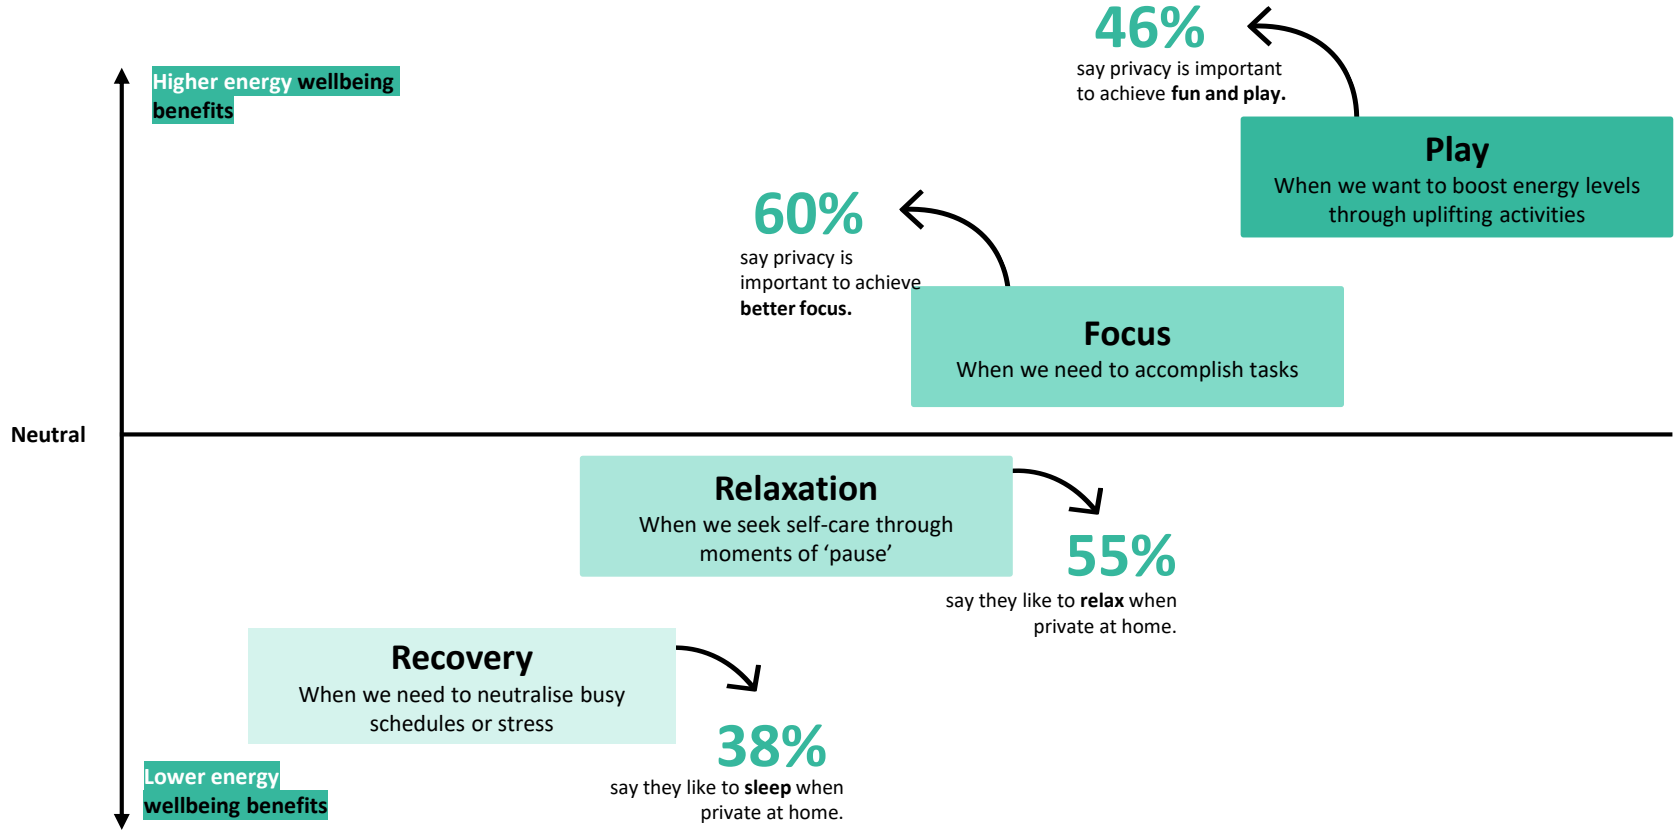 46%
say privacy is important
to achieve fun and play.
Higher energy wellbeing
benefits
Play
When we want to boost energy levels
through uplifting activities
60%
say privacy is
important to achieve
better focus.
Focus
When we need to accomplish tasks
Neutral
Relaxation
When we seek self-care through
moments of ‘pause’
55%
say they like to relax when
private at home.
Recovery
When we need to neutralise busy
schedules or stress
38%
say they like to sleep when
private at home.
Lower energy
wellbeing benefits